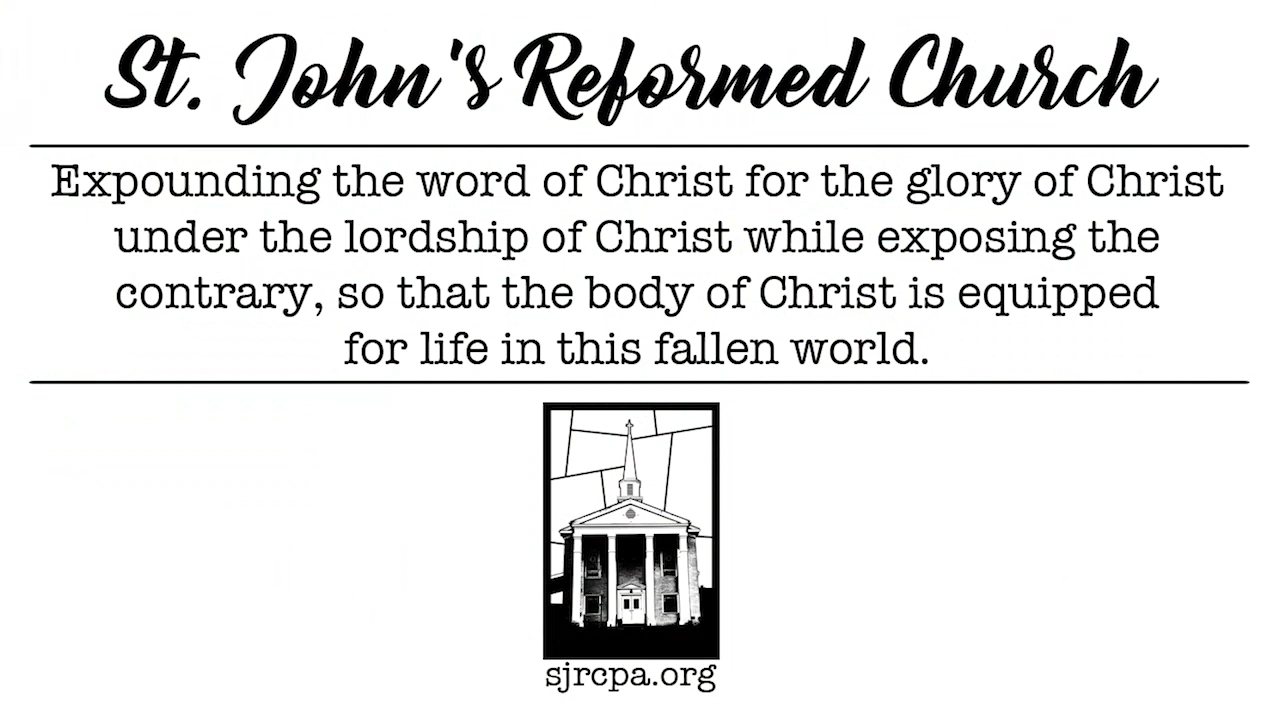 St. John's Reformed Church
Expounding the word of Christ for the glory of Christ
under the lordship of Christ while exposing the
contrary, so that the body of Christ is equipped
for life in this fallen world.
sjrcpa.org